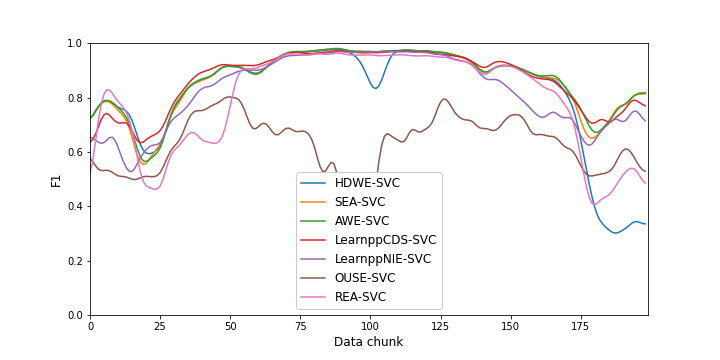 F1
1.0
0.8
0.6
0.4
0.2
0.0
HDWE-SVC
SEA-SVC
AWE-SVC
LearnppCDS-SVC
LearnppNIE-SVC
OUSE-SVC
REA-SVC
0 25 50 75 100 125 150 175
Data chunk